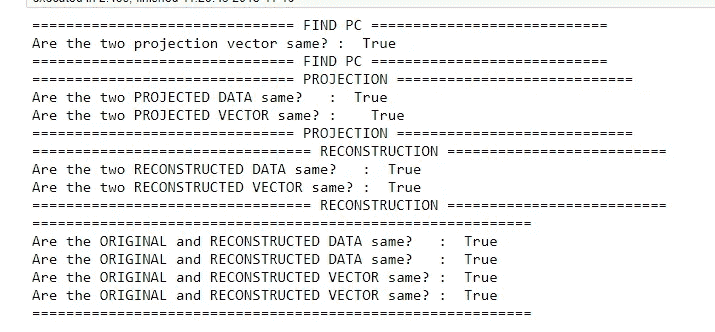 =============================== FIND PC ============================
Are the two projection vector same? :  True
=============================== FIND PC ============================
=============================== PROJECTION ============================
Are the two PROJECTED DATA same?   :  True
Are the two PROJECTED VECTOR same? :    True
=============================== PROJECTION ============================
================================= RECONSTRUCTION ==========================
Are the two RECONSTRUCTED DATA same?   :  True
Are the two RECONSTRUCTED VECTOR same? :  True
================================= RECONSTRUCTION ==========================
===========================================================
Are the ORIGINAL and RECONSTRUCTED DATA same?   :  True
Are the ORIGINAL and RECONSTRUCTED DATA same?   :  True
Are the ORIGINAL and RECONSTRUCTED VECTOR same? :  True
Are the ORIGINAL and RECONSTRUCTED VECTOR same? :  True
===========================================================